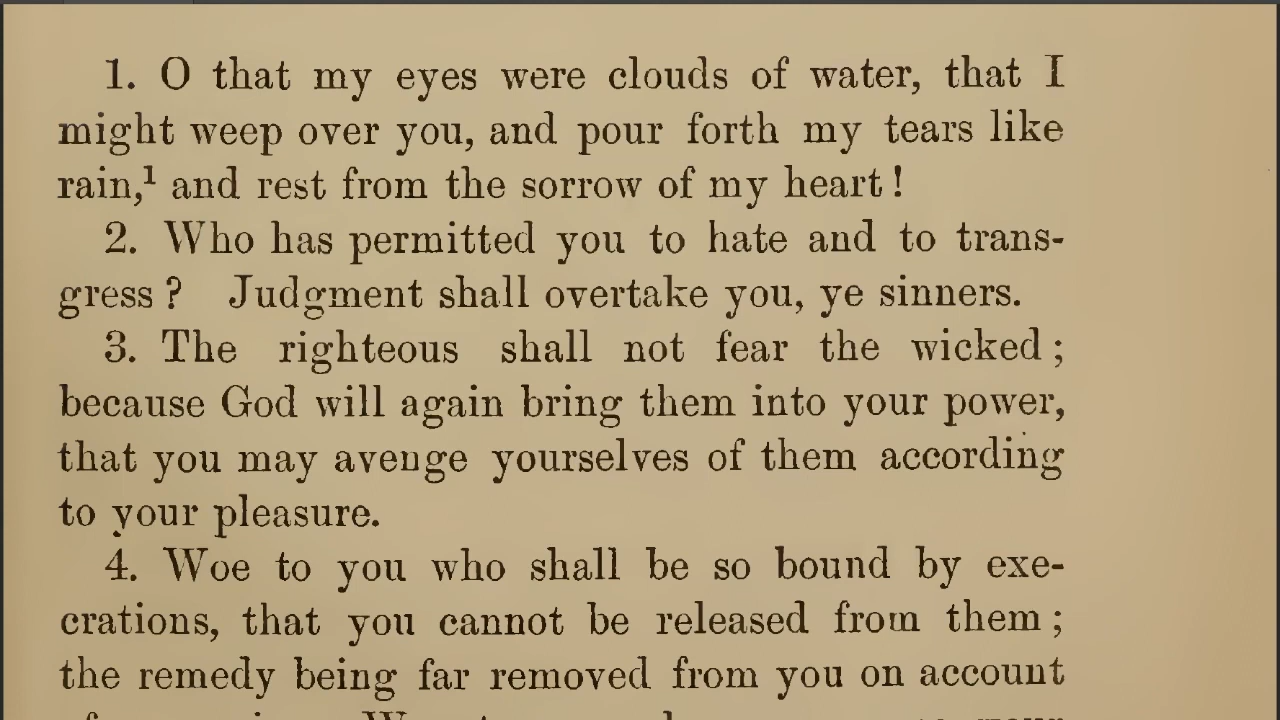 1. O that my eyes were clouds of water, that I
might weep over you, and pour forth my tears like
rain,¹ and rest from the sorrow of my heart!
2. Who has permitted you to hate and to trans-
gress? Judgment shall overtake you, ye sinners.
3. The righteous shall not fear the wicked;
because God will again bring them into your power,
that you may avenge yourselves of them according
to your pleasure.
4. Woe to you who shall be so bound by exe-
crations, that you cannot be released from them;
the remedy being far removed from you on account